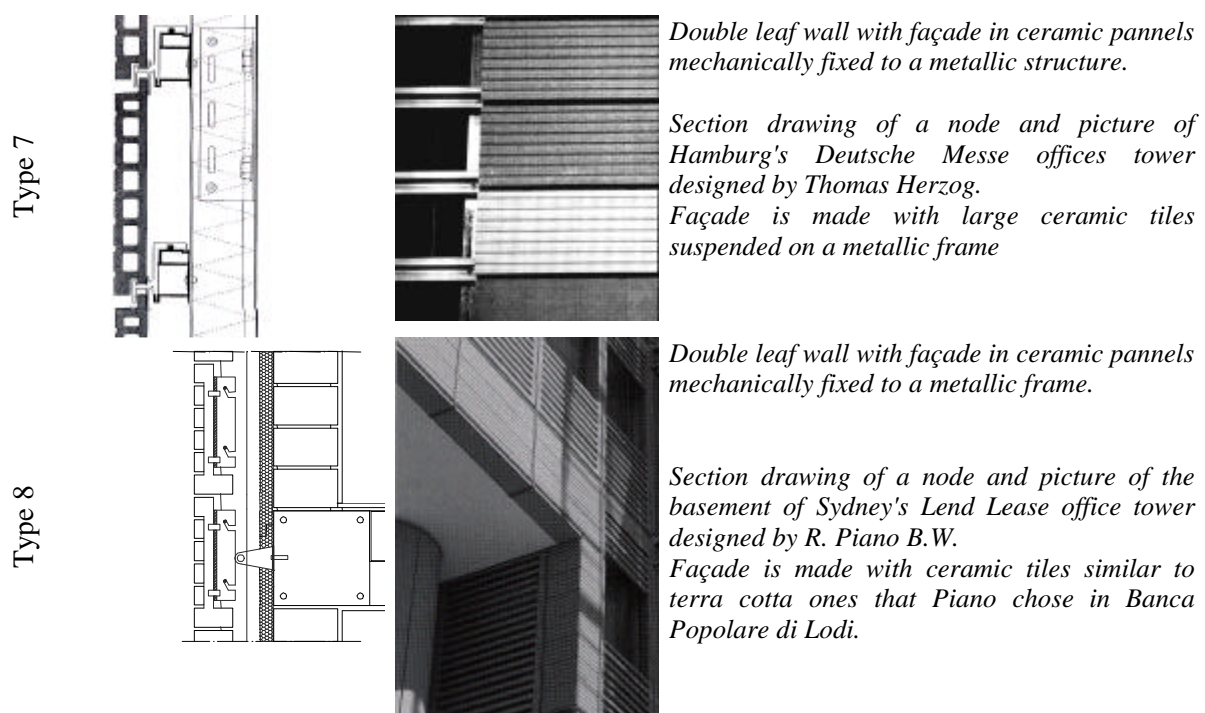 Type 7
Double leaf wall with façade in ceramic pannels
mechanically fixed to a metallic structure.
Section drawing of a node and picture of
Hamburg's Deutsche Messe offices tower
designed by Thomas Herzog.
Façade is made with large ceramic tiles
suspended on a metallic frame
Type 8
Double leaf wall with façade in ceramic pannels
mechanically fixed to a metallic frame.
Section drawing of a node and picture of the
basement of Sydney's Lend Lease office tower
designed by R. Piano B.W.
Façade is made with ceramic tiles similar to
terra cotta ones that Piano chose in Banca
Popolare di Lodi.